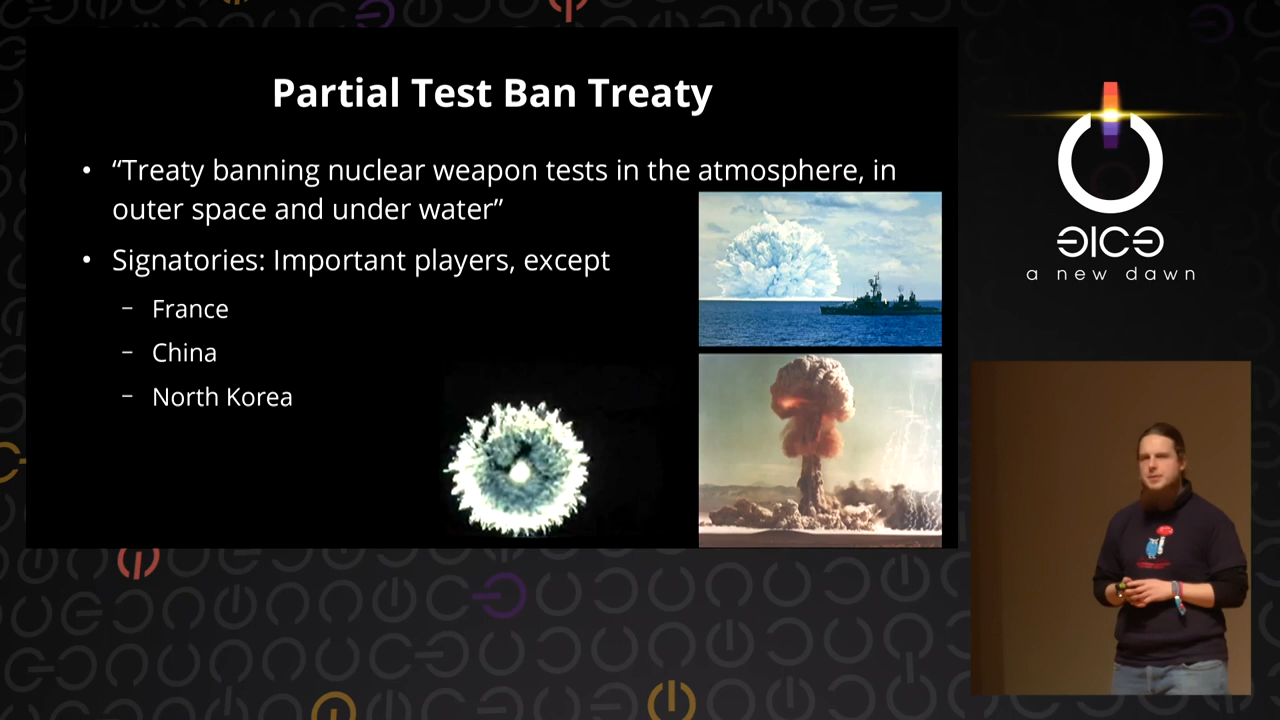 Partial Test Ban Treaty
“Treaty banning nuclear weapon tests in the atmosphere, in
outer space and under water”
Signatories: Important players, except
– France
– China
– North Korea
a new dawn